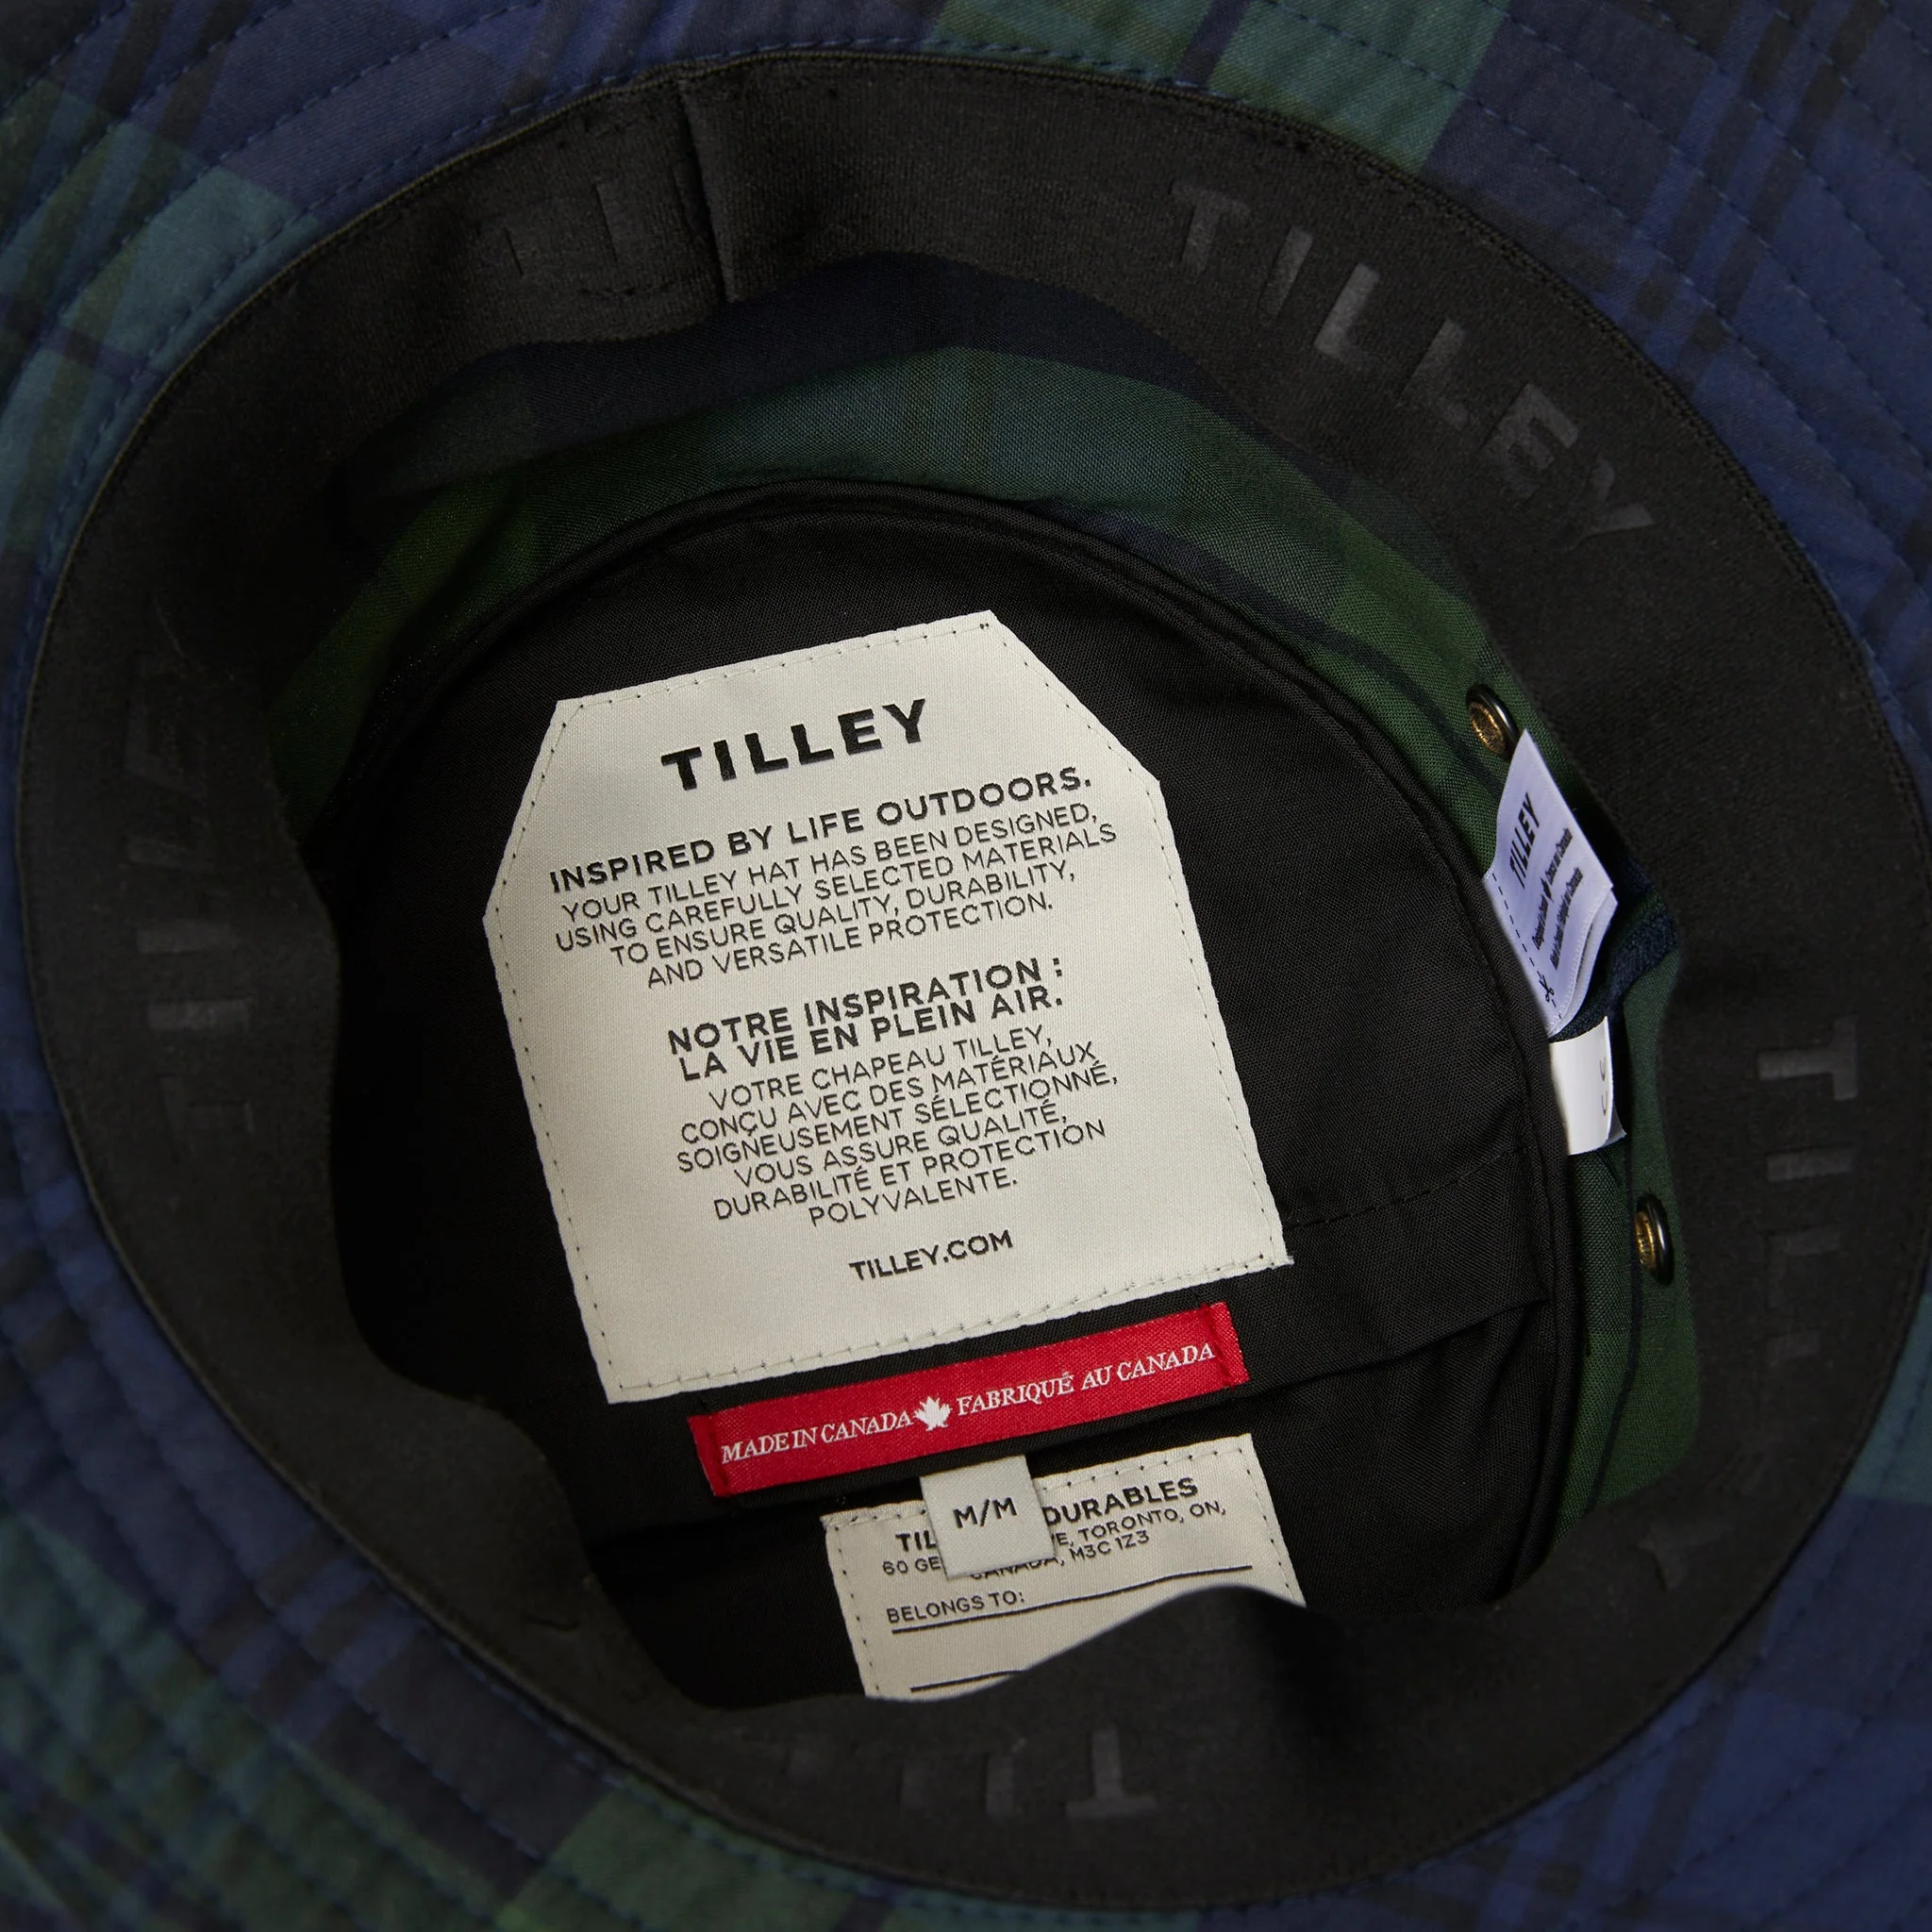 TILLEY
TILLEY
INSPIRED BY LIFE OUTDOORS.
YOUR TILLEY HAT HAS BEEN DESIGNED,
USING CAREFULLY SELECTED MATERIALS
TO ENSURE QUALITY, DURABILITY,
AND VERSATILE PROTECTION.
NOTRE INSPIRATION :
LA VIE EN PLEIN AIR.
VOTRE CHAPEAU TILLEY,
CONÇU AVEC DES MATÉRIAUX
SOIGNEUSEMENT SÉLECTIONNÉ,
VOUS ASSURE QUALITÉ,
DURABILITÉ ET PROTECTION
POLYVALENTE.
TILLEY.COM
TILLEY
MADE IN CANADA FABRIQUÉ AU CANADA
M/M
DURABLES
60 TORONTO, ON,
CANADA, M3C 1Z3
BELONGS TO: